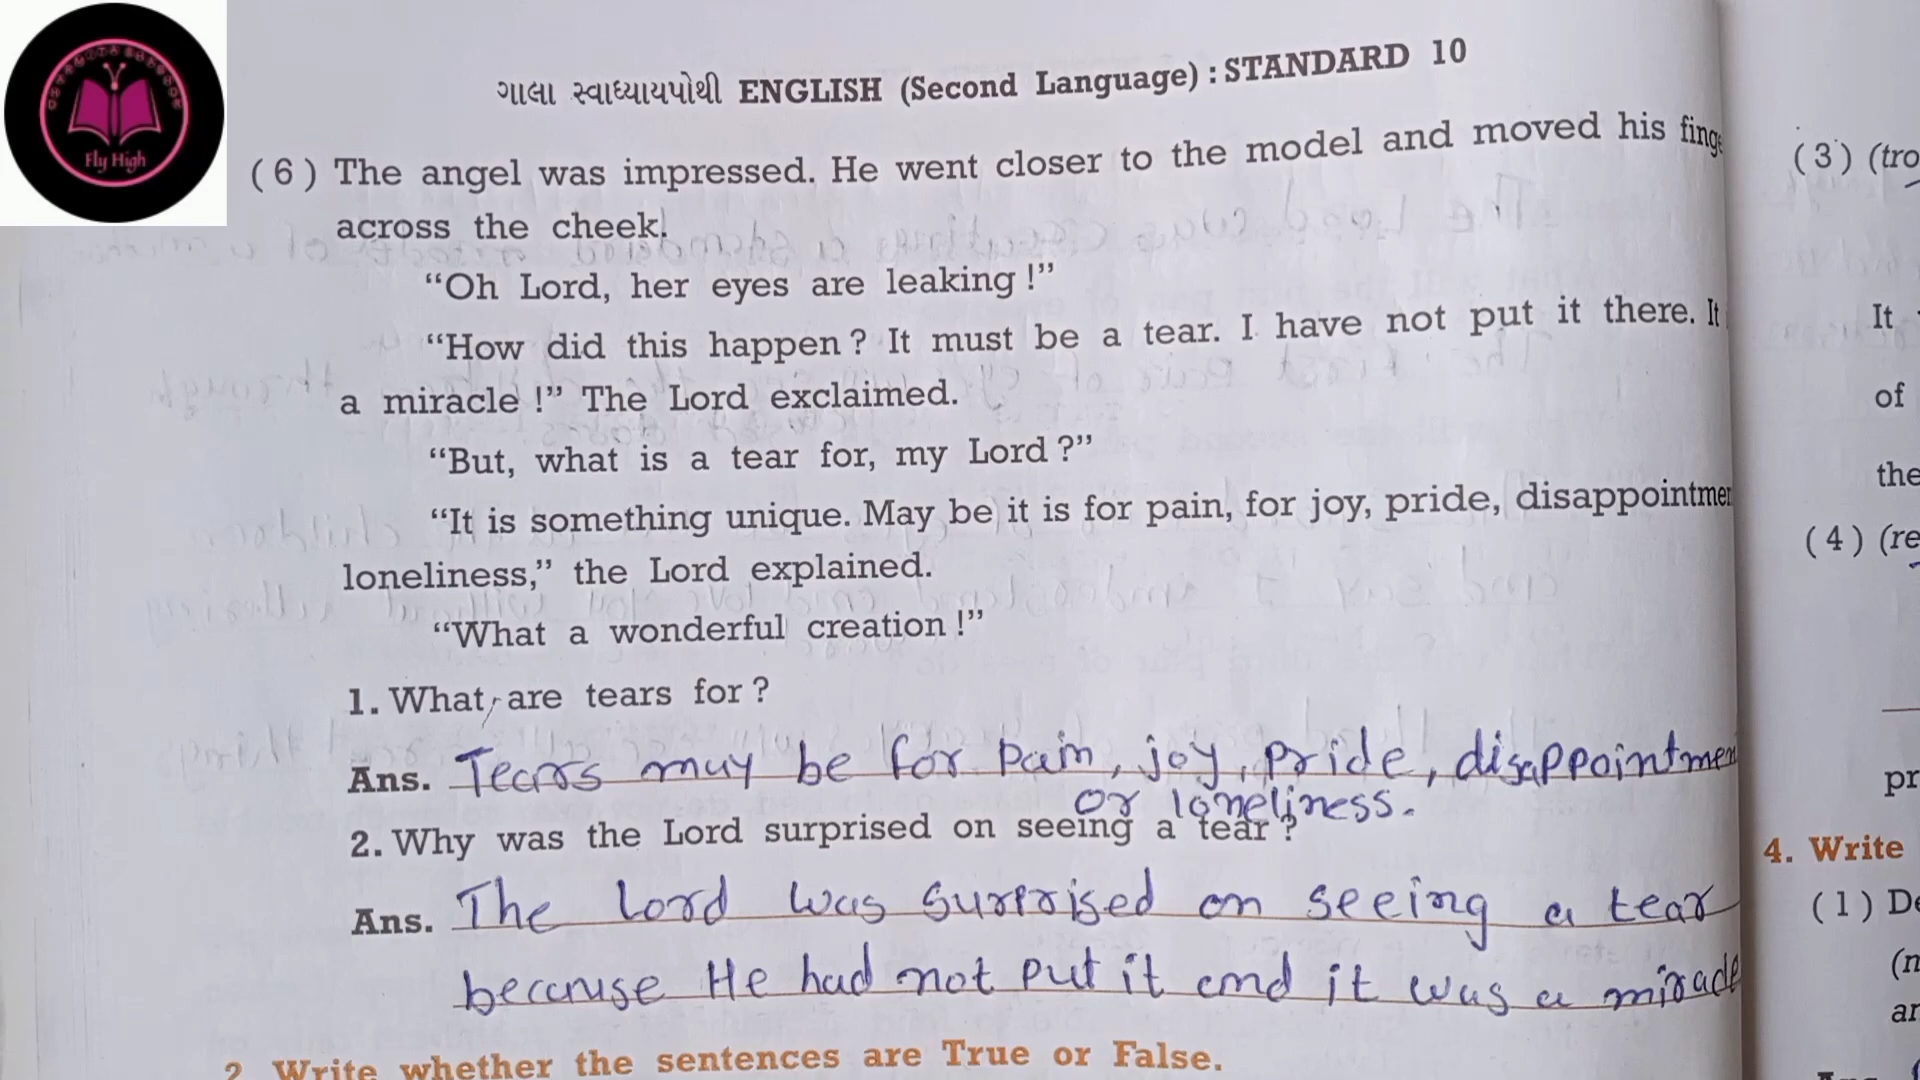 Fly High
ગાલા સ્વાધ્યાયપોથી ENGLISH (Second Language) : STANDARD 10
(6) The angel was impressed. He went closer to the model and moved his finge
across the cheek.
“Oh Lord, her eyes are leaking !”
“How did this happen ? It must be a tear. I have not put it there. It
a miracle !” The Lord exclaimed.
“But, what is a tear for, my Lord ?”
“It is something unique. May be it is for pain, for joy, pride, disappointmen
loneliness,” the Lord explained.
“What a wonderful creation !”
1. What are tears for ?
Ans. Tears may be for Pain, joy, Pride, disappointmen
or loneliness.
2. Why was the Lord surprised on seeing a tear ?
Ans. The Lord was surprised on seeing a tear
because He had not put it and it was a miracle
2. Write whether the sentences are True or False.
(3) (tro
It
of
the
(4) (re
pr
4. Write
(1) De
(n
ar